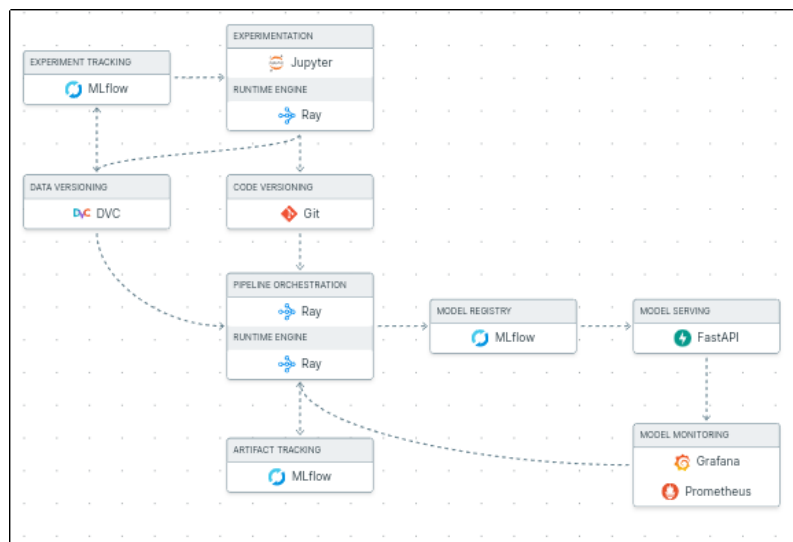 EXPERIMENTATION
Jupyter
RUNTIME ENGINE
Ray
EXPERIMENT TRACKING
MLflow
DATA VERSIONING
DVC DVC
CODE VERSIONING
Git
PIPELINE ORCHESTRATION
Ray
RUNTIME ENGINE
Ray
MODEL REGISTRY
MLflow
MODEL SERVING
FastAPI
ARTIFACT TRACKING
MLflow
MODEL MONITORING
Grafana
Prometheus